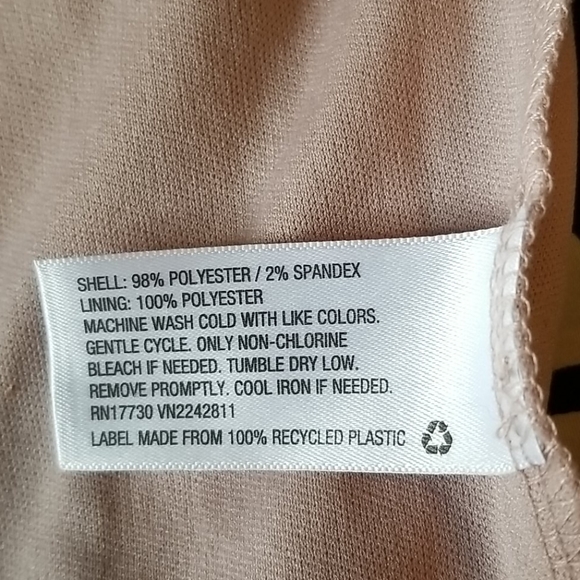 SHELL: 98% POLYESTER / 2% SPANDEX
LINING: 100% POLYESTER
MACHINE WASH COLD WITH LIKE COLORS.
GENTLE CYCLE. ONLY NON-CHLORINE
BLEACH IF NEEDED. TUMBLE DRY LOW.
REMOVE PROMPTLY. COOL IRON IF NEEDED.
RN17730 VN2242811
LABEL MADE FROM 100% RECYCLED PLASTIC